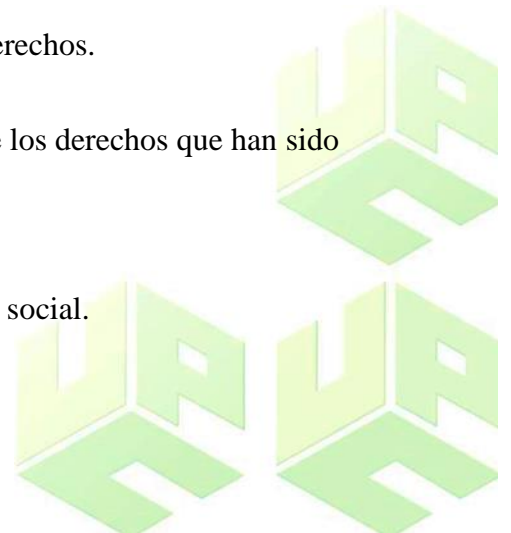 erechos.
e los derechos que han sido
social.